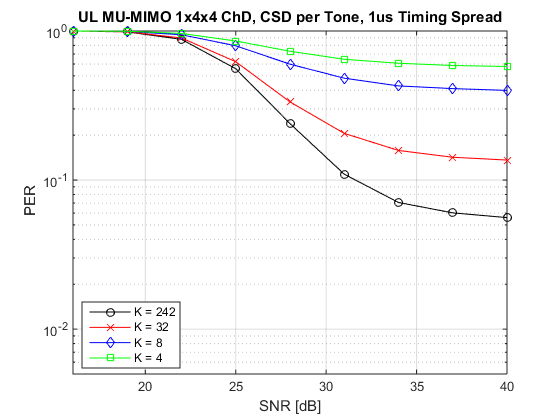 UL MU-MIMO 1x4x4 ChD, CSD per Tone, 1us Timing Spread
10^0
10^-1
10^-2
PER
K = 242
K = 32
K = 8
K = 4
20 25 30 35 40
SNR [dB]